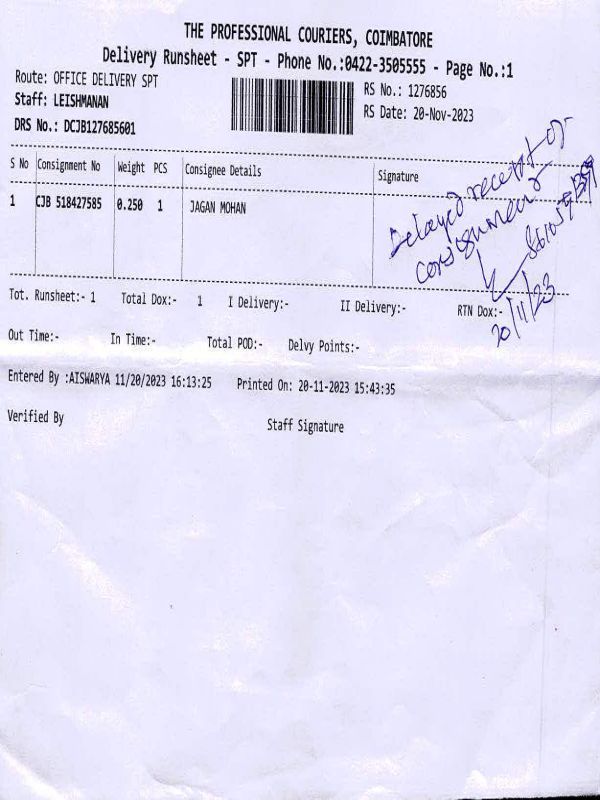 THE PROFESSIONAL COURIERS, COIMBATORE
Delivery Runsheet - SPT - Phone No.:0422-3505555 - Page No.:1
Route: OFFICE DELIVERY SPT
RS No.: 1276856
Staff: LEISHMANAN
RS Date: 20-Nov-2023
DRS No.: DCJB127685601
S No Consignment No Weight PCS Consignee Details Signature
1 CJB 518427585 0.250 1 JAGAN MOHAN
Delayed receipt of
consignment
20/11/23
Tot. Runsheet:- 1 Total Dox:- 1 I Delivery:- II Delivery:- RTN Dox:-
Out Time:- In Time:- Total POD:- Delvy Points:-
Entered By :AISWARYA 11/20/2023 16:13:25 Printed On: 20-11-2023 15:43:35
Verified By Staff Signature